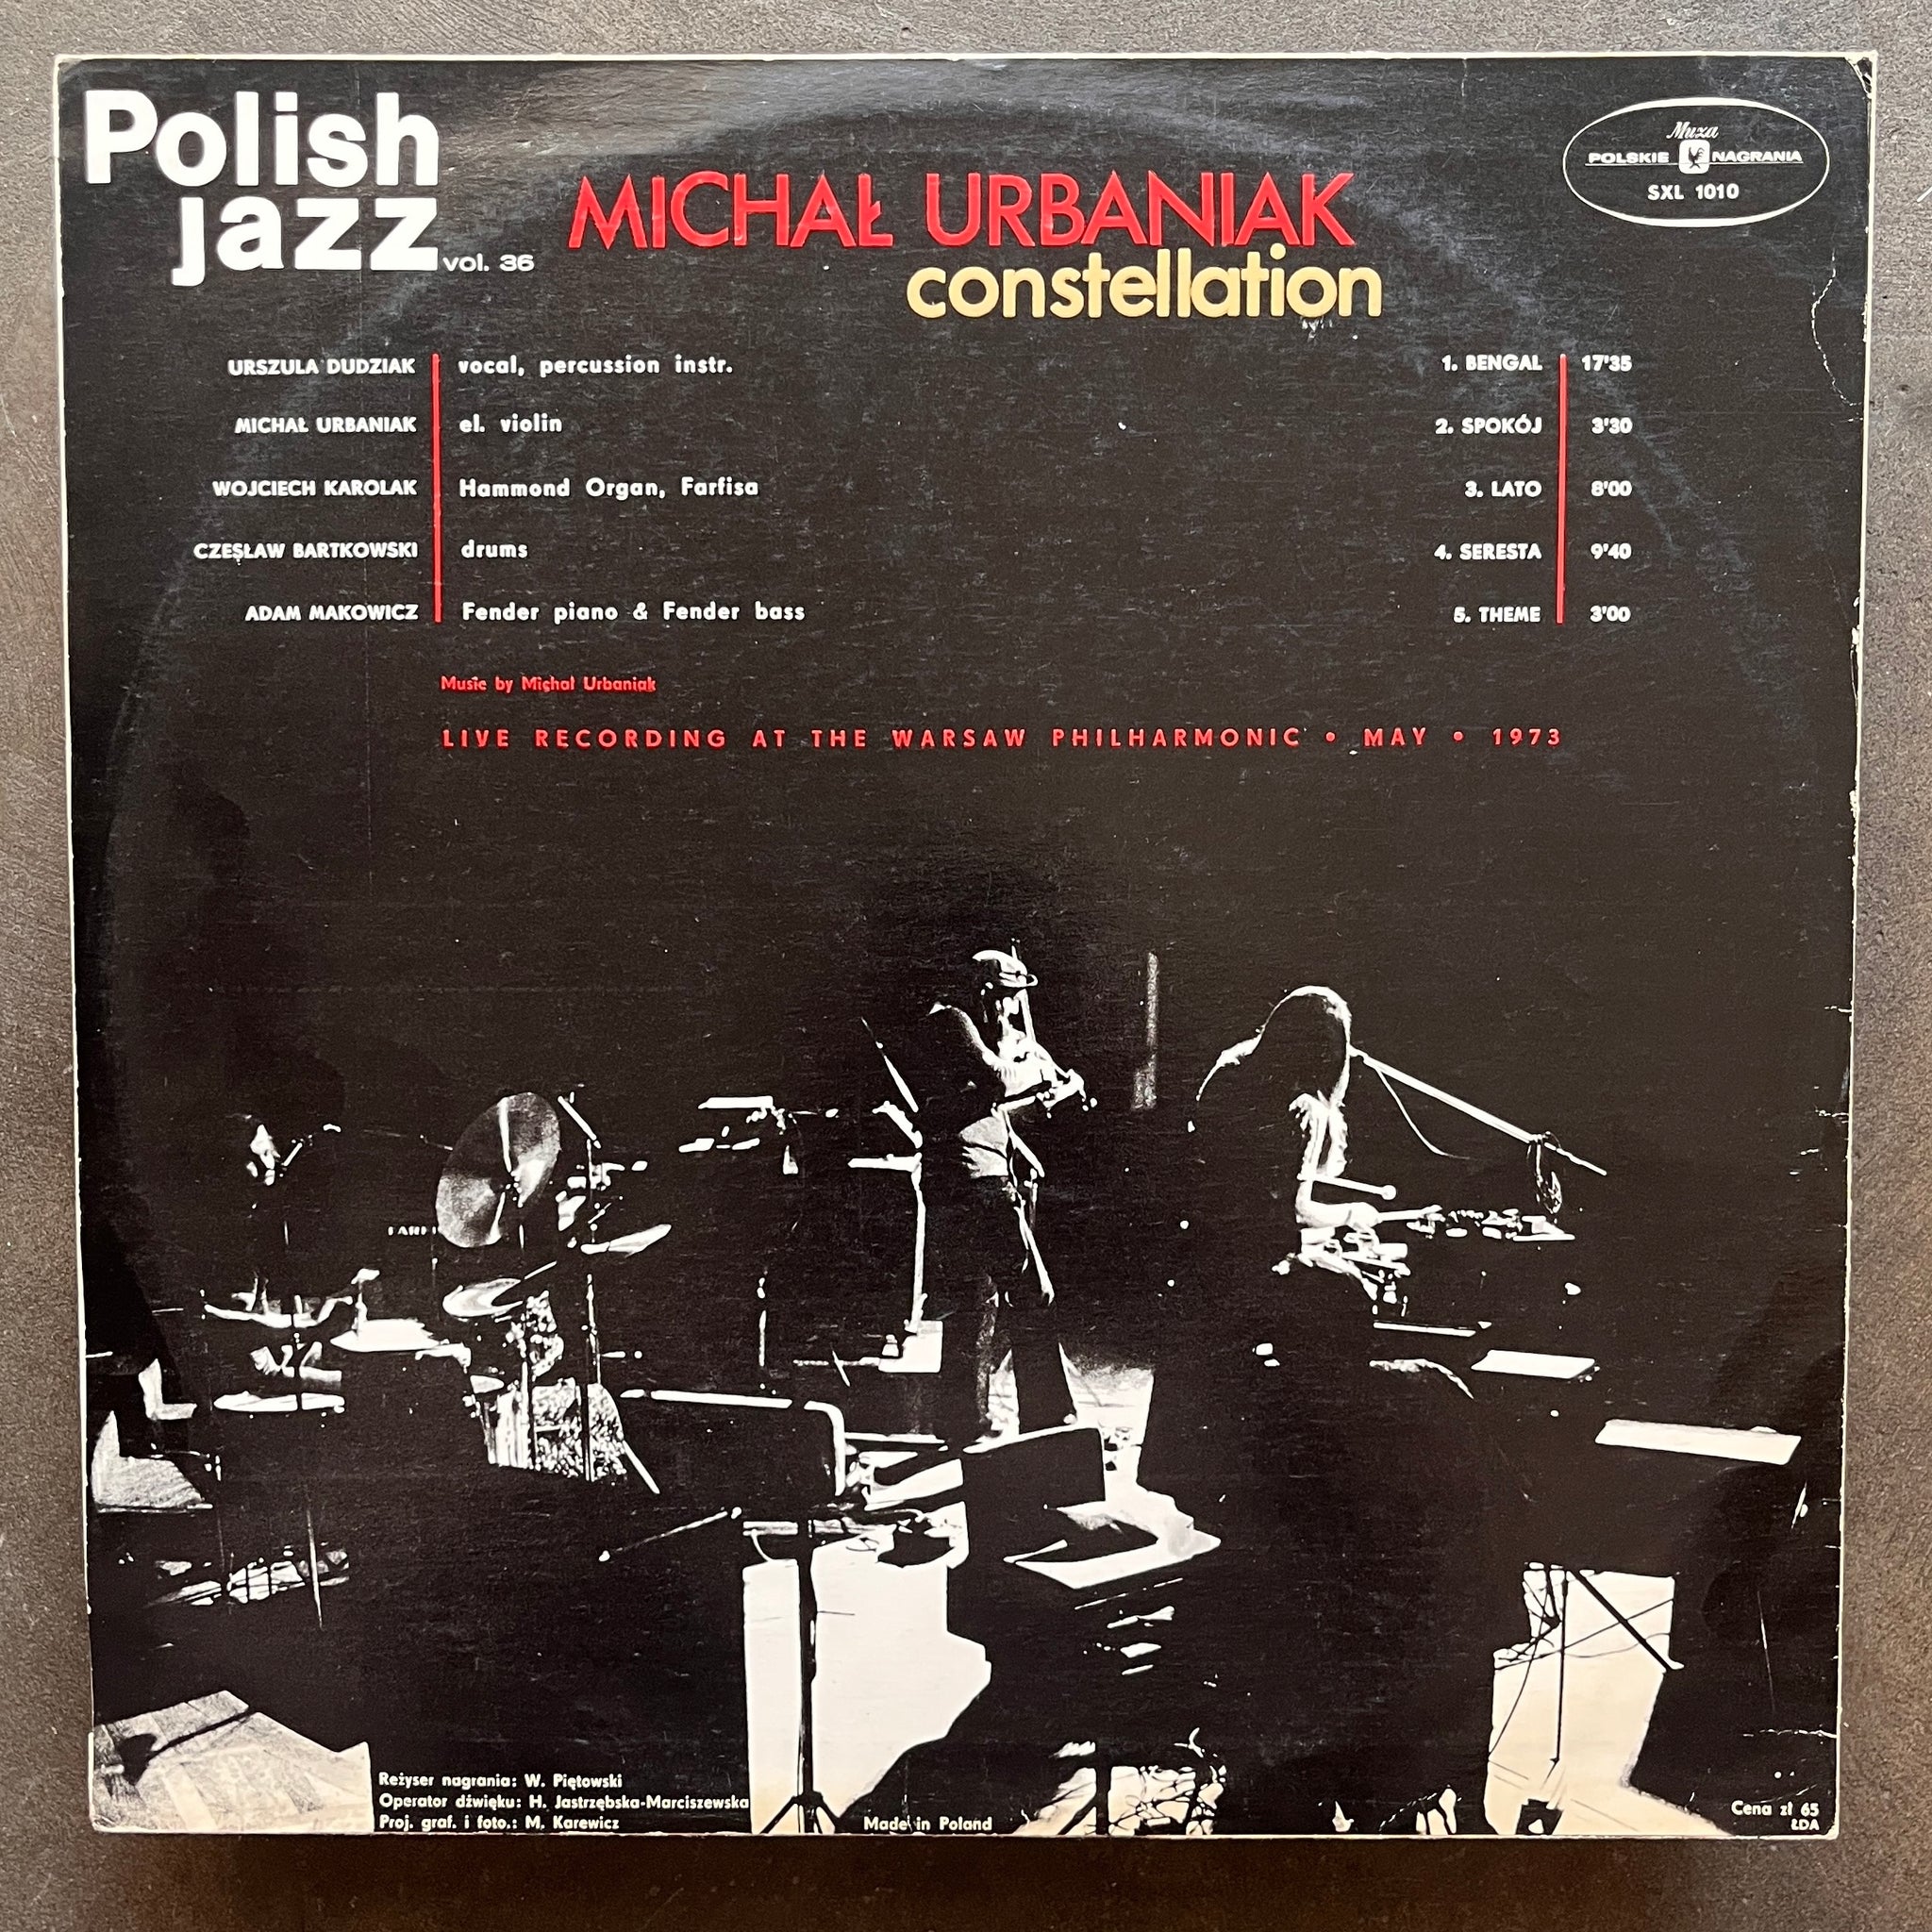 Polish
jazz vol. 36
MICHAŁ URBANIAK
constellation
Muza
POLSKIE NAGRANIA
SXL 1010
URSZULA DUDZIAK vocal, percussion instr.
MICHAŁ URBANIAK el. violin
WOJCIECH KAROLAK Hammond Organ, Farfisa
CZESŁAW BARTKOWSKI drums
ADAM MAKOWICZ Fender piano & Fender bass
1. BENGAL 17'35
2. SPOKÓJ 3'30
3. LATO 8'00
4. SERESTA 9'40
5. THEME 3'00
Music by Michał Urbaniak
LIVE RECORDING AT THE WARSAW PHILHARMONIC • MAY • 1973
Reżyser nagrania: W. Piętowski
Operator dźwięku: H. Jastrzębska-Marciszewska
Proj. graf. i foto.: M. Karewicz
Made in Poland
Cena zł 65
ŁDA